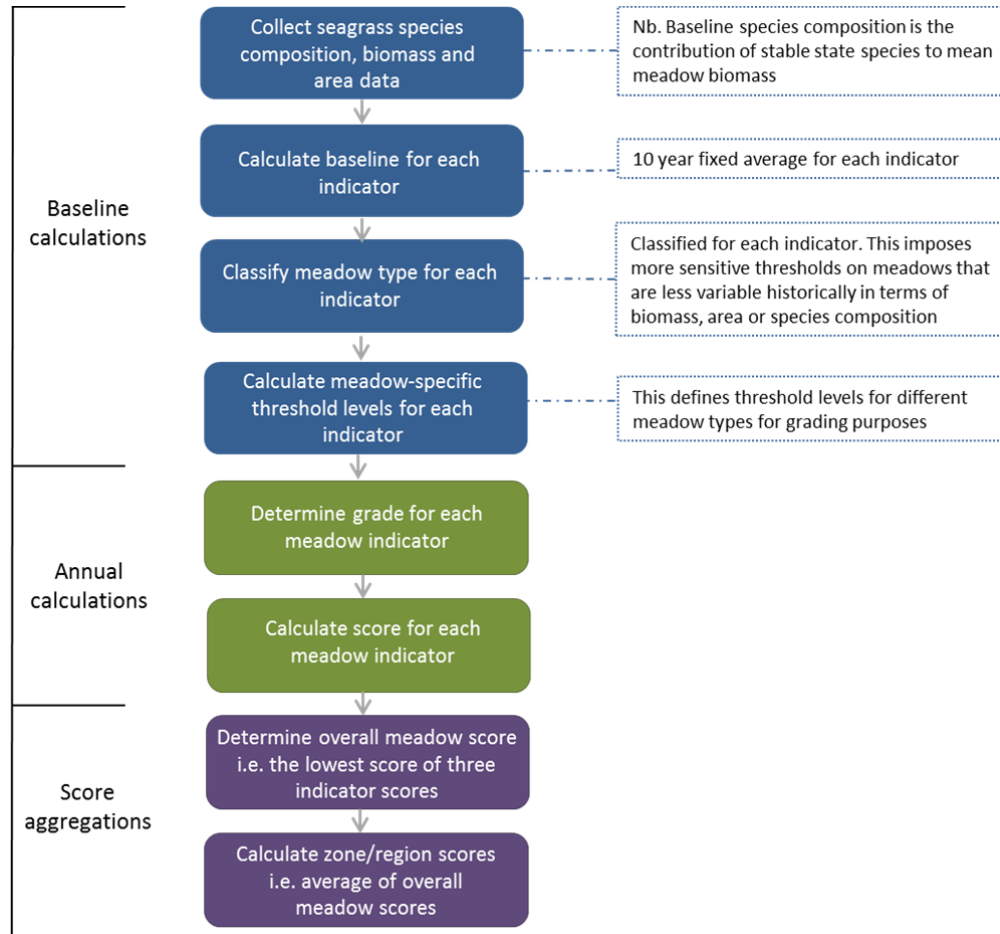 Collect seagrass species
composition, biomass and
area data
Nb. Baseline species composition is the
contribution of stable state species to mean
meadow biomass
Baseline
calculations
Calculate baseline for each
indicator
10 year fixed average for each indicator
Classify meadow type for each
indicator
Classified for each indicator. This imposes
more sensitive thresholds on meadows that
are less variable historically in terms of
biomass, area or species composition
Calculate meadow-specific
threshold levels for each
indicator
This defines threshold levels for different
meadow types for grading purposes
Annual
calculations
Determine grade for each
meadow indicator
Calculate score for each
meadow indicator
Score
aggregations
Determine overall meadow score
i.e. the lowest score of three
indicator scores
Calculate zone/region scores
i.e. average of overall
meadow scores